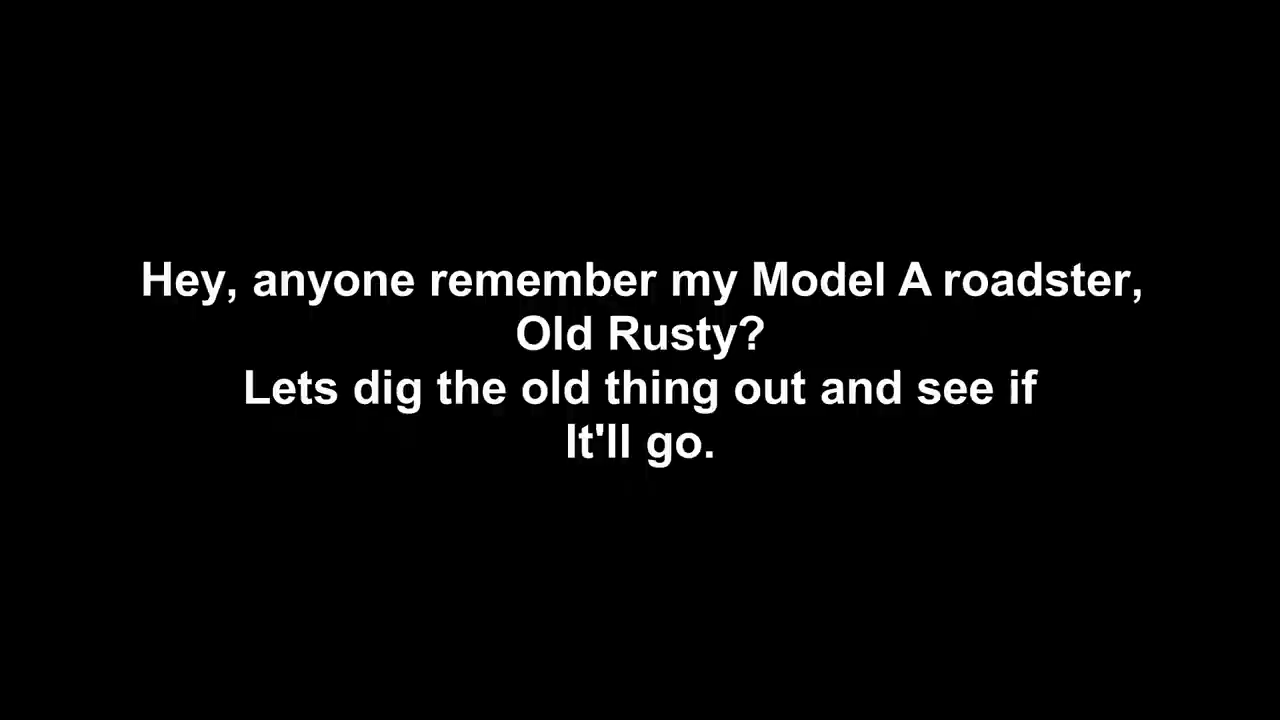 Hey, anyone remember my Model A roadster,
Old Rusty?
Lets dig the old thing out and see if
It'll go.